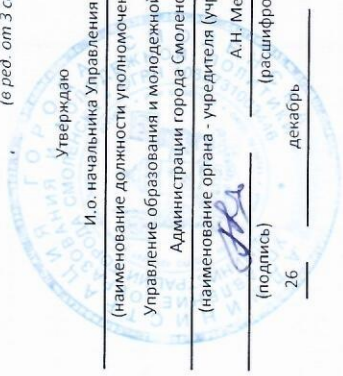 (в ред. от 3 с
Утверждаю
И.о. начальника Управления
(наименование должности уполномочен
Управление образования и молодежной
Администрации города Смоленс
(наименование органа - учредителя (учр
А.Н. Ме
(подпись) (расшифро
26 декабрь